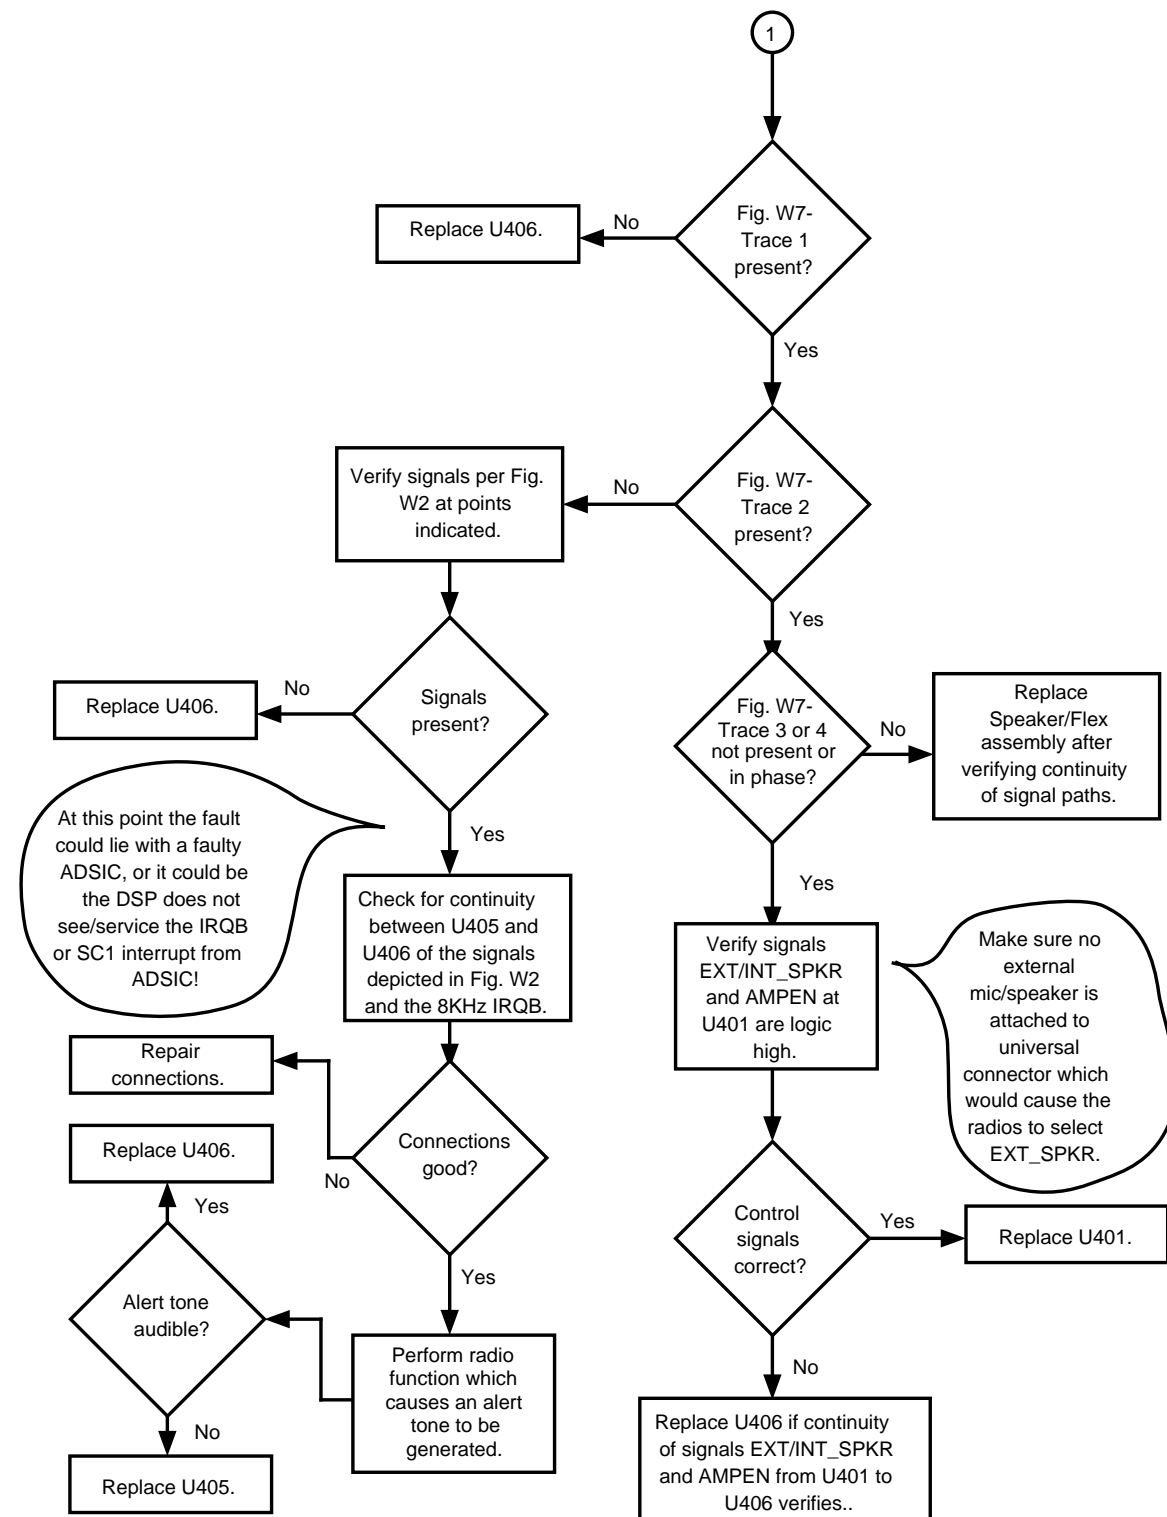 1
Fig. W7-
Trace 1
present?
No
Replace U406.
Yes
Fig. W7-
Trace 2
present?
No
Verify signals per Fig.
W2 at points
indicated.
Yes
Signals
present?
No
Replace U406.
Fig. W7-
Trace 3 or 4
not present or
in phase?
No
Replace
Speaker/Flex
assembly after
verifying continuity
of signal paths.
At this point the fault
could lie with a faulty
ADSIC, or it could be
the DSP does not
see/service the IRQB
or SC1 interrupt from
ADSIC!
Yes
Check for continuity
between U405 and
U406 of the signals
depicted in Fig. W2
and the 8KHz IRQB.
Yes
Verify signals
EXT/INT_SPKR
and AMPEN at
U401 are logic
high.
Make sure no
external
mic/speaker is
attached to
universal
connector which
would cause the
radios to select
EXT_SPKR.
Repair
connections.
Connections
good?
No
Replace U406.
Yes
Control
signals
correct?
Yes
Replace U401.
Yes
Alert tone
audible?
Perform radio
function which
causes an alert
tone to be
generated.
No
Replace U405.
No
Replace U406 if continuity
of signals EXT/INT_SPKR
and AMPEN from U401 to
U406 verifies..